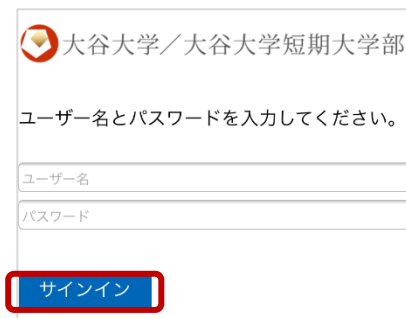 大谷大学／大谷大学短期大学部
ユーザー名とパスワードを入力してください。
ユーザー名
パスワード
サインイン